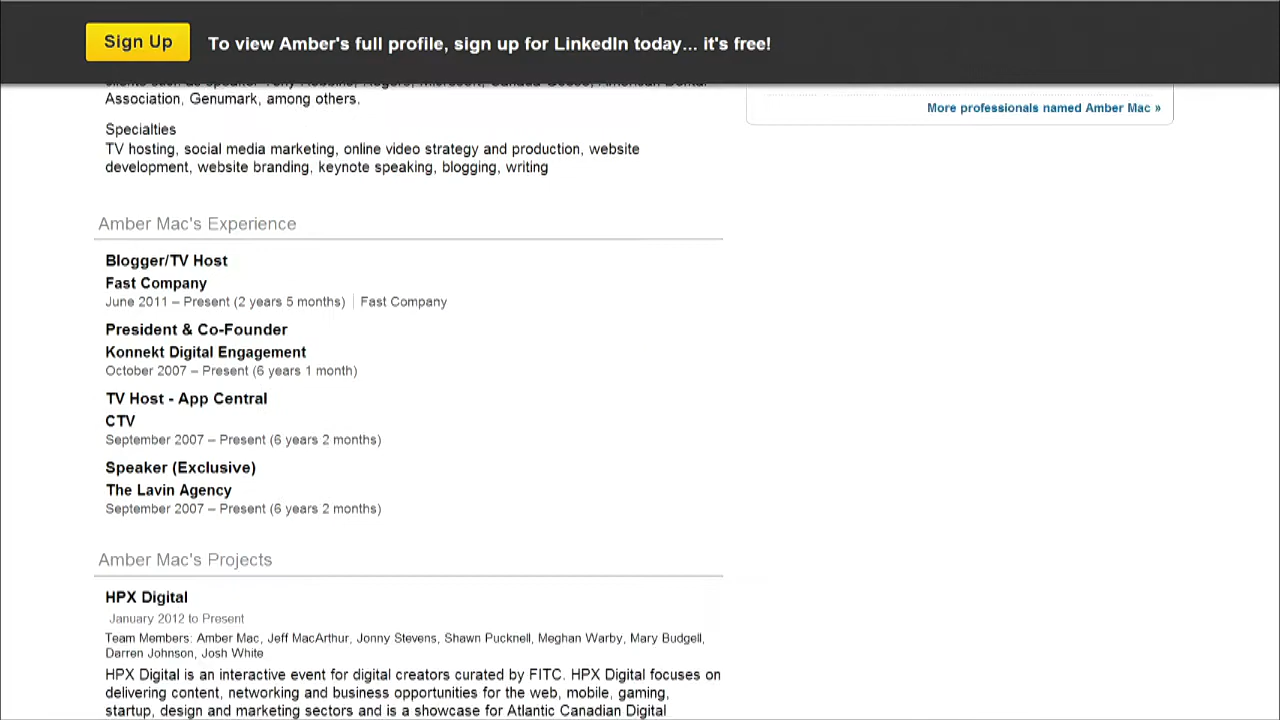 Sign Up To view Amber's full profile, sign up for LinkedIn today... it's free!
Association, Genumark, among others.
More professionals named Amber Mac »
Specialties
TV hosting, social media marketing, online video strategy and production, website
development, website branding, keynote speaking, blogging, writing
Amber Mac's Experience
Blogger/TV Host
Fast Company
June 2011 – Present (2 years 5 months) Fast Company
President & Co-Founder
Konnekt Digital Engagement
October 2007 – Present (6 years 1 month)
TV Host - App Central
CTV
September 2007 – Present (6 years 2 months)
Speaker (Exclusive)
The Lavin Agency
September 2007 – Present (6 years 2 months)
Amber Mac's Projects
HPX Digital
January 2012 to Present
Team Members: Amber Mac, Jeff MacArthur, Jonny Stevens, Shawn Pucknell, Meghan Warby, Mary Budgell,
Darren Johnson, Josh White
HPX Digital is an interactive event for digital creators curated by FITC. HPX Digital focuses on
delivering content, networking and business opportunities for the web, mobile, gaming,
startup, design and marketing sectors and is a showcase for Atlantic Canadian Digital